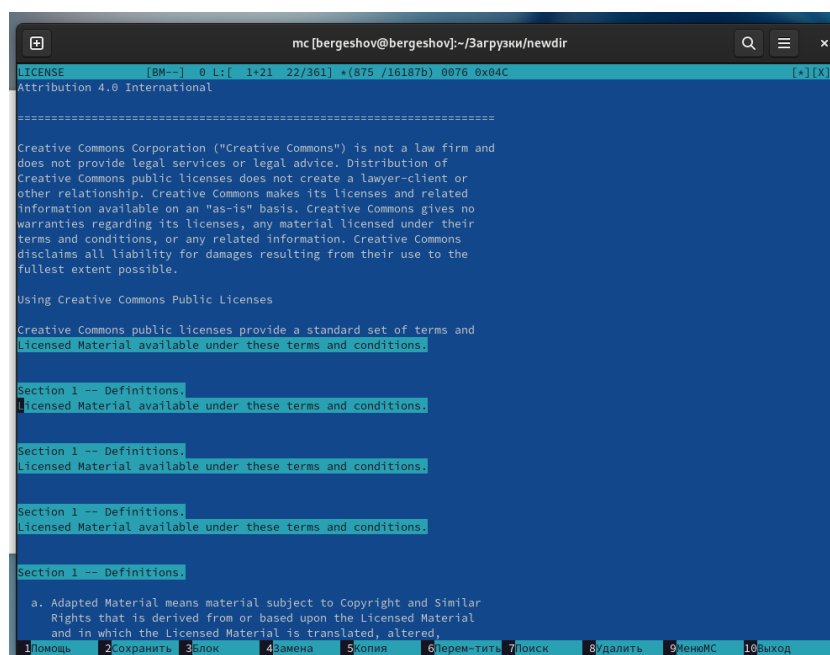 mc [bergeshov@bergeshov]:~/Загрузки/newdir
LICENSE [BM--] 0 L:[ 1+21 22/361] *(875 /16187b) 0076 0x04C [*][X]
Attribution 4.0 International
=======================================================================
Creative Commons Corporation ("Creative Commons") is not a law firm and
does not provide legal services or legal advice. Distribution of
Creative Commons public licenses does not create a lawyer-client or
other relationship. Creative Commons makes its licenses and related
information available on an "as-is" basis. Creative Commons gives no
warranties regarding its licenses, any material licensed under their
terms and conditions, or any related information. Creative Commons
disclaims all liability for damages resulting from their use to the
fullest extent possible.
Using Creative Commons Public Licenses
Creative Commons public licenses provide a standard set of terms and
Licensed Material available under these terms and conditions.
Section 1 -- Definitions.
Licensed Material available under these terms and conditions.
Section 1 -- Definitions.
Licensed Material available under these terms and conditions.
Section 1 -- Definitions.
Licensed Material available under these terms and conditions.
Section 1 -- Definitions.
a. Adapted Material means material subject to Copyright and Similar
Rights that is derived from or based upon the Licensed Material
and in which the Licensed Material is translated, altered,
1Помощь 2Сохранить 3Блок 4Замена 5Копия 6Перем~тить 7Поиск 8Удалить 9МенюМС 10Выход